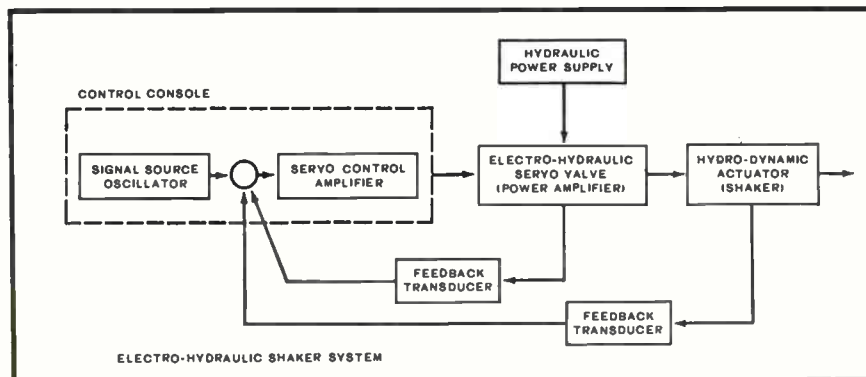 HYDRAULIC
POWER SUPPLY
CONTROL CONSOLE
SIGNAL SOURCE
OSCILLATOR
SERVO CONTROL
AMPLIFIER
ELECTRO-HYDRAULIC
SERVO VALVE
(POWER AMPLIFIER)
HYDRO-DYNAMIC
ACTUATOR
(SHAKER)
FEEDBACK
TRANSDUCER
FEEDBACK
TRANSDUCER
ELECTRO-HYDRAULIC SHAKER SYSTEM